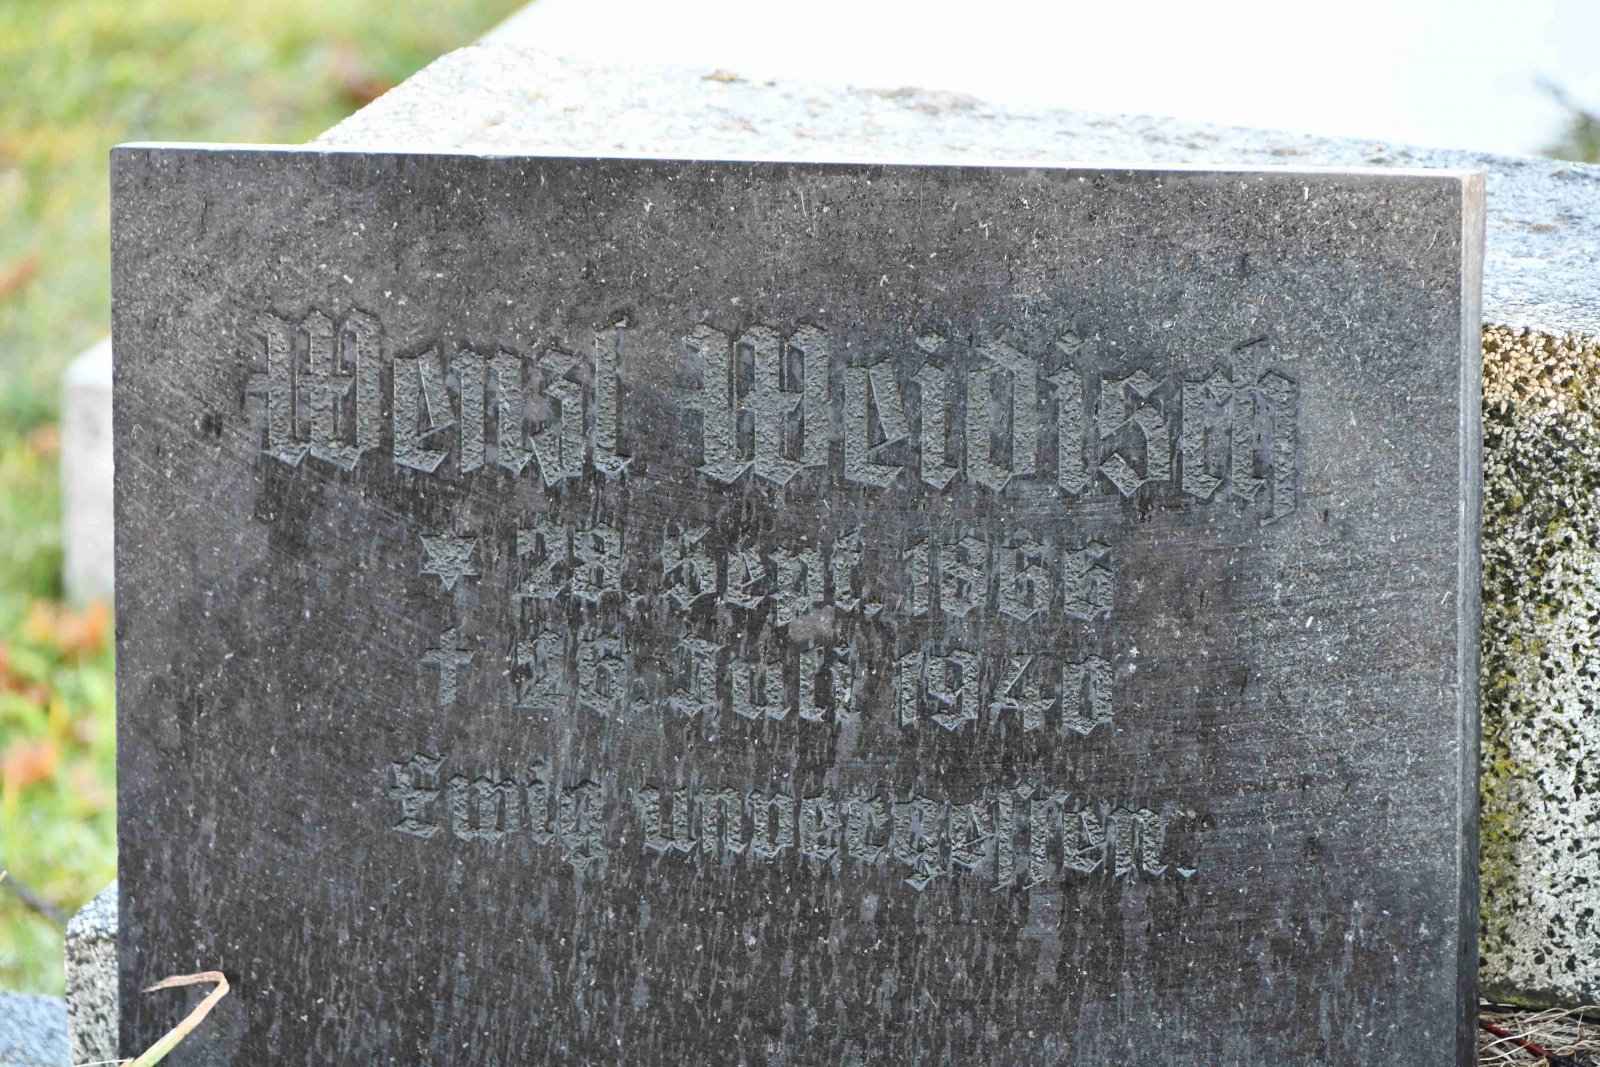 Wenzl Weidisch
* 28. Sept. 1866
† 26. Juli 1940
Ewig unvergessen.